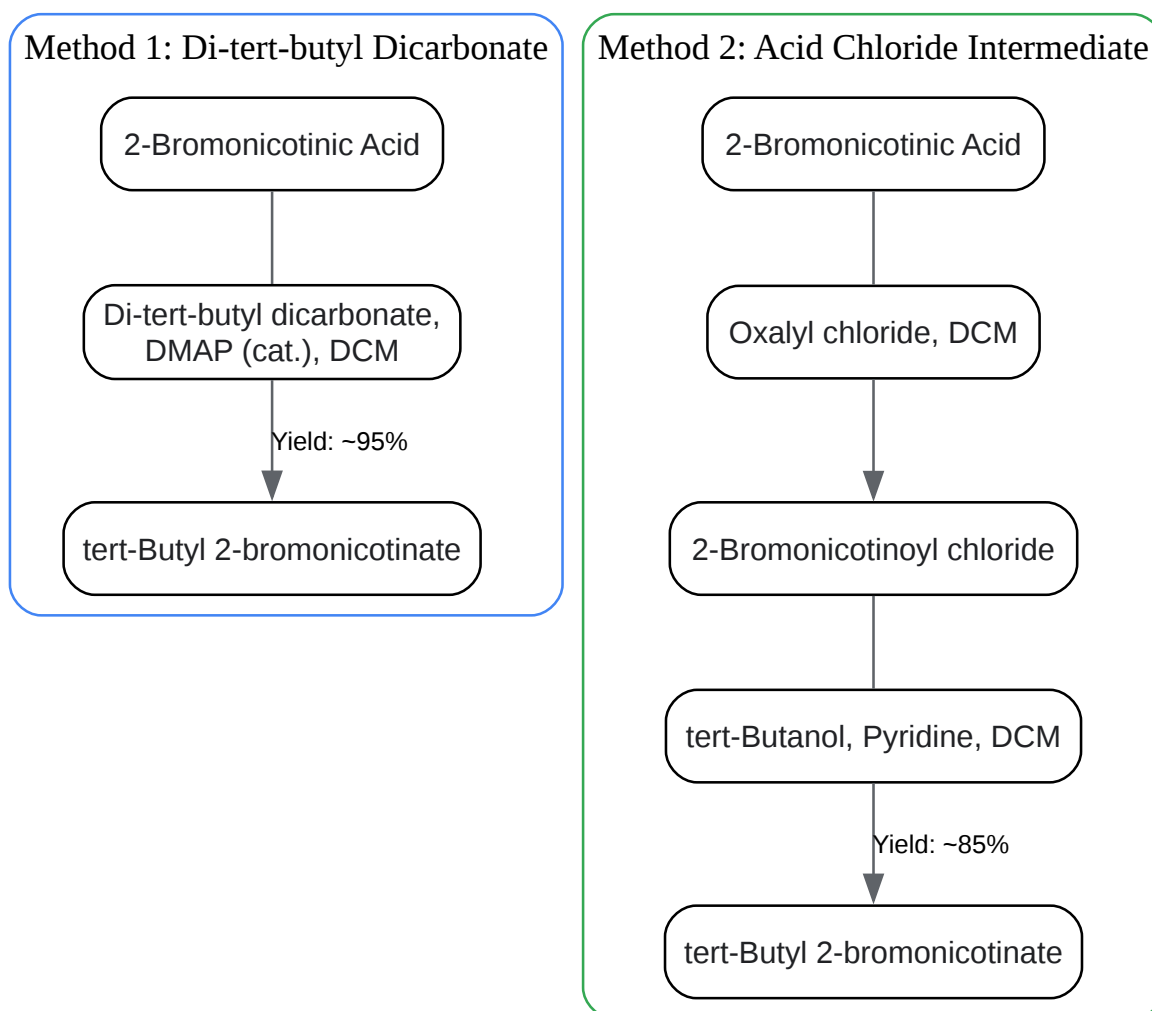 Method 1: Di-tert-butyl Dicarbonate
2-Bromonicotinic Acid
Di-tert-butyl dicarbonate,
DMAP (cat.), DCM
Yield: ~95%
tert-Butyl 2-bromonicotinate
Method 2: Acid Chloride Intermediate
2-Bromonicotinic Acid
Oxalyl chloride, DCM
2-Bromonicotinoyl chloride
tert-Butanol, Pyridine, DCM
Yield: ~85%
tert-Butyl 2-bromonicotinate